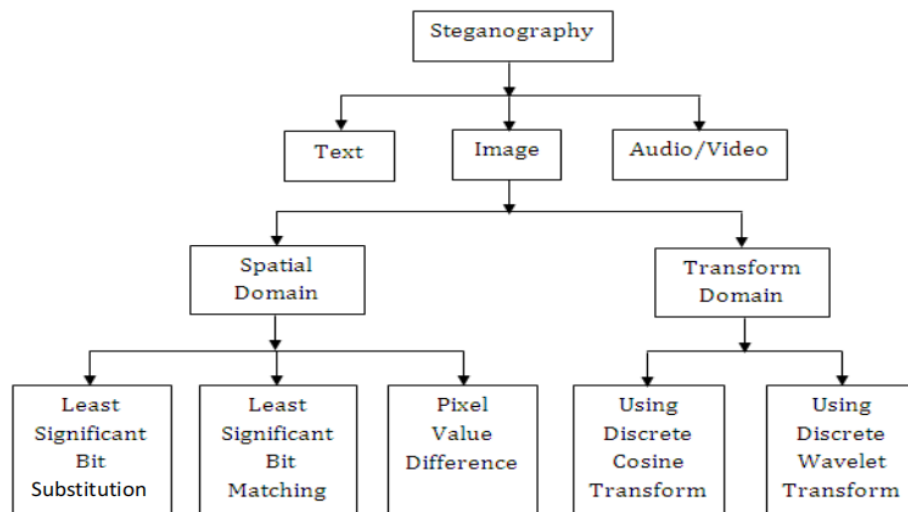 Steganography
Text
Image
Audio/Video
Spatial
Domain
Transform
Domain
Least
Significant
Bit
Substitution
Least
Significant
Bit
Matching
Pixel
Value
Difference
Using
Discrete
Cosine
Transform
Using
Discrete
Wavelet
Transform